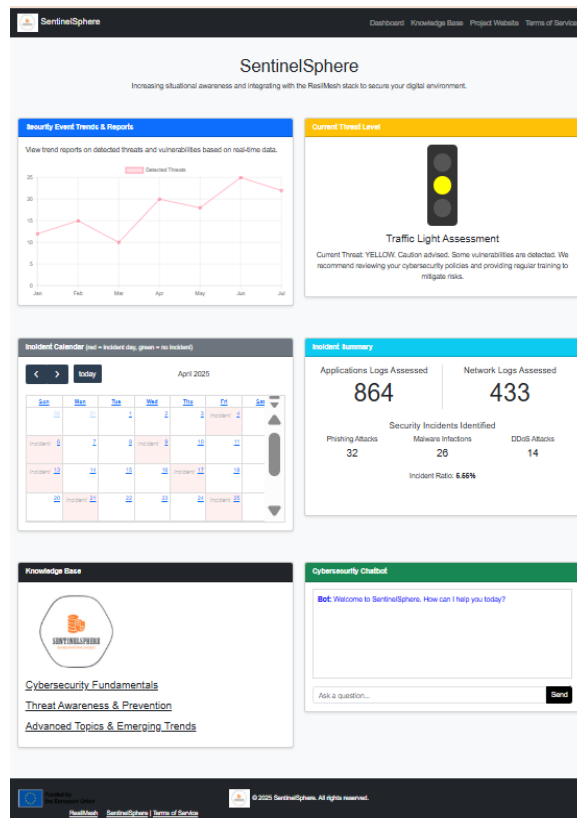 SentinelSphere
Dashboard Knowledge Base Project Website Terms of Service
SentinelSphere
Increasing situational awareness and integrating with the ResilMesh stack to secure your digital environment.
Security Event Trends & Reports
View trend reports on detected threats and vulnerabilities based on real-time data.
Detected Threats
25
20
15
10
5
0
Jan Feb Mar Apr May Jun Jul
Current Threat Level
Traffic Light Assessment
Current Threat: YELLOW. Caution advised. Some vulnerabilities are detected. We
recommend reviewing your cybersecurity policies and providing regular training to
mitigate risks.
Incident Calendar (red = incident day, green = no incident)
< > today
April 2025
Sun Mon Tue Wed Thu Fri Sat
30 31 1 2 3 Incident 4
Incident 6 7 8 Incident 9 10 11
Incident 13 14 15 16 Incident 17 18
20 Incident 21 22 23 24 Incident 25
Incident Summary
Applications Logs Assessed
864
Network Logs Assessed
433
Security Incidents Identified
Phishing Attacks Malware Infections DDoS Attacks
32 26 14
Incident Ratio: 5.55%
Knowledge Base
SENTINELSPHERE
Cybersecurity Fundamentals
Threat Awareness & Prevention
Advanced Topics & Emerging Trends
Cybersecurity Chatbot
Bot: Welcome to SentinelSphere. How can I help you today?
Ask a question... Send
Funded by
the European Union
ResilMesh SentinelSphere | Terms of Service
© 2025 SentinelSphere. All rights reserved.